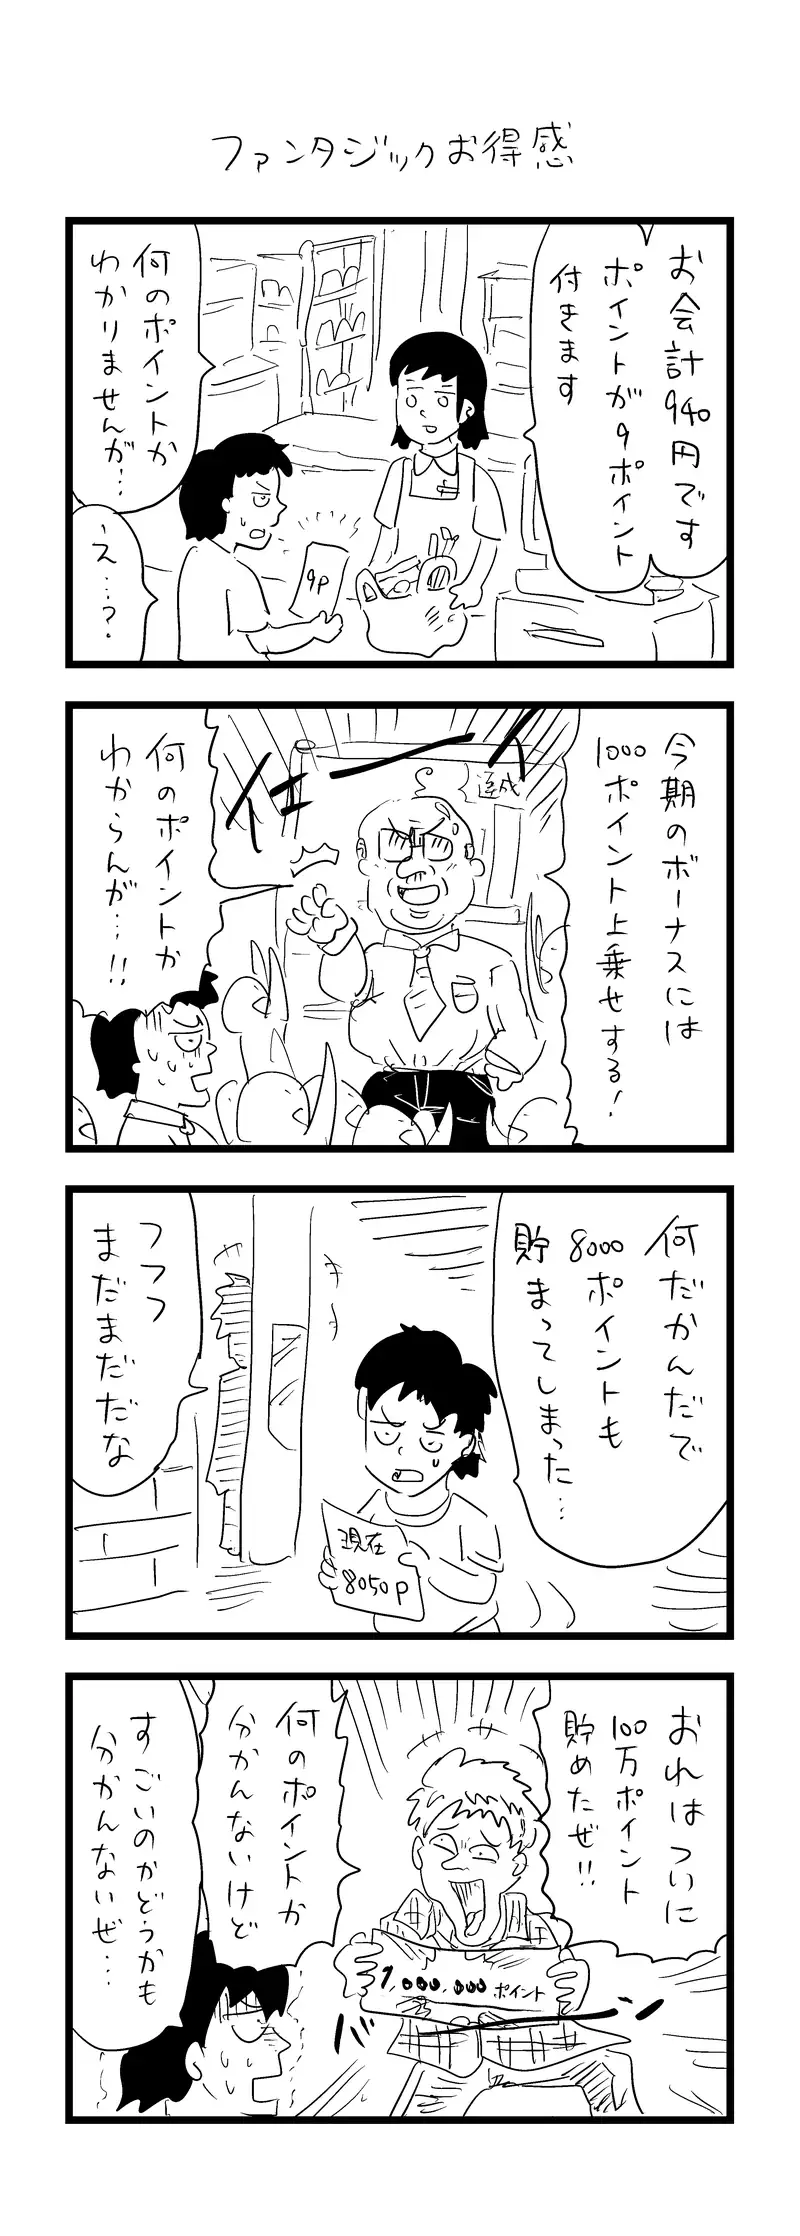 ファンタジックお得感
お会計940円です
ポイントが9ポイント
付きます
何のポイントか
わかりませんが…
え…?
9P
今期のボーナスには
1000ポイント上乗せする!
達成
イェーイ
何のポイントか
わからんが…!!
何だかんだで
8000ポイントも
貯まってしまった…
フフフ
まだまだだな
現在
8050P
おれはついに
100万ポイント
貯めたぜ!!
何のポイントか
分かんないけど
1,000,000ポイント
バーン
すごいのかどうかも
分かんないぜ…